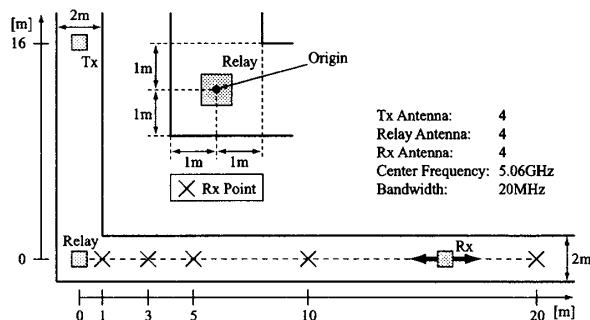 [m]
2m
16
Tx
1m
1m
Relay
Origin
1m
1m
Rx Point
Tx Antenna: 4
Relay Antenna: 4
Rx Antenna: 4
Center Frequency: 5.06GHz
Bandwidth: 20MHz
Relay
Rx
0
2m
0 1 3 5 10 20 [m]